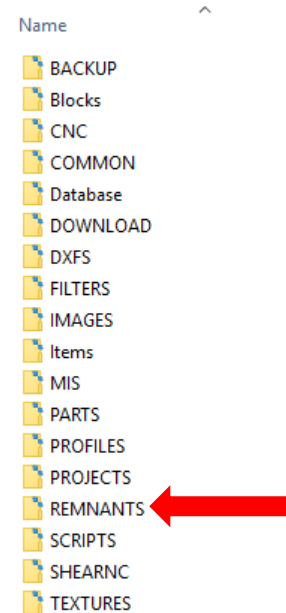 Name
BACKUP
Blocks
CNC
COMMON
Database
DOWNLOAD
DXFS
FILTERS
IMAGES
Items
MIS
PARTS
PROFILES
PROJECTS
REMNANTS
SCRIPTS
SHEARNC
TEXTURES